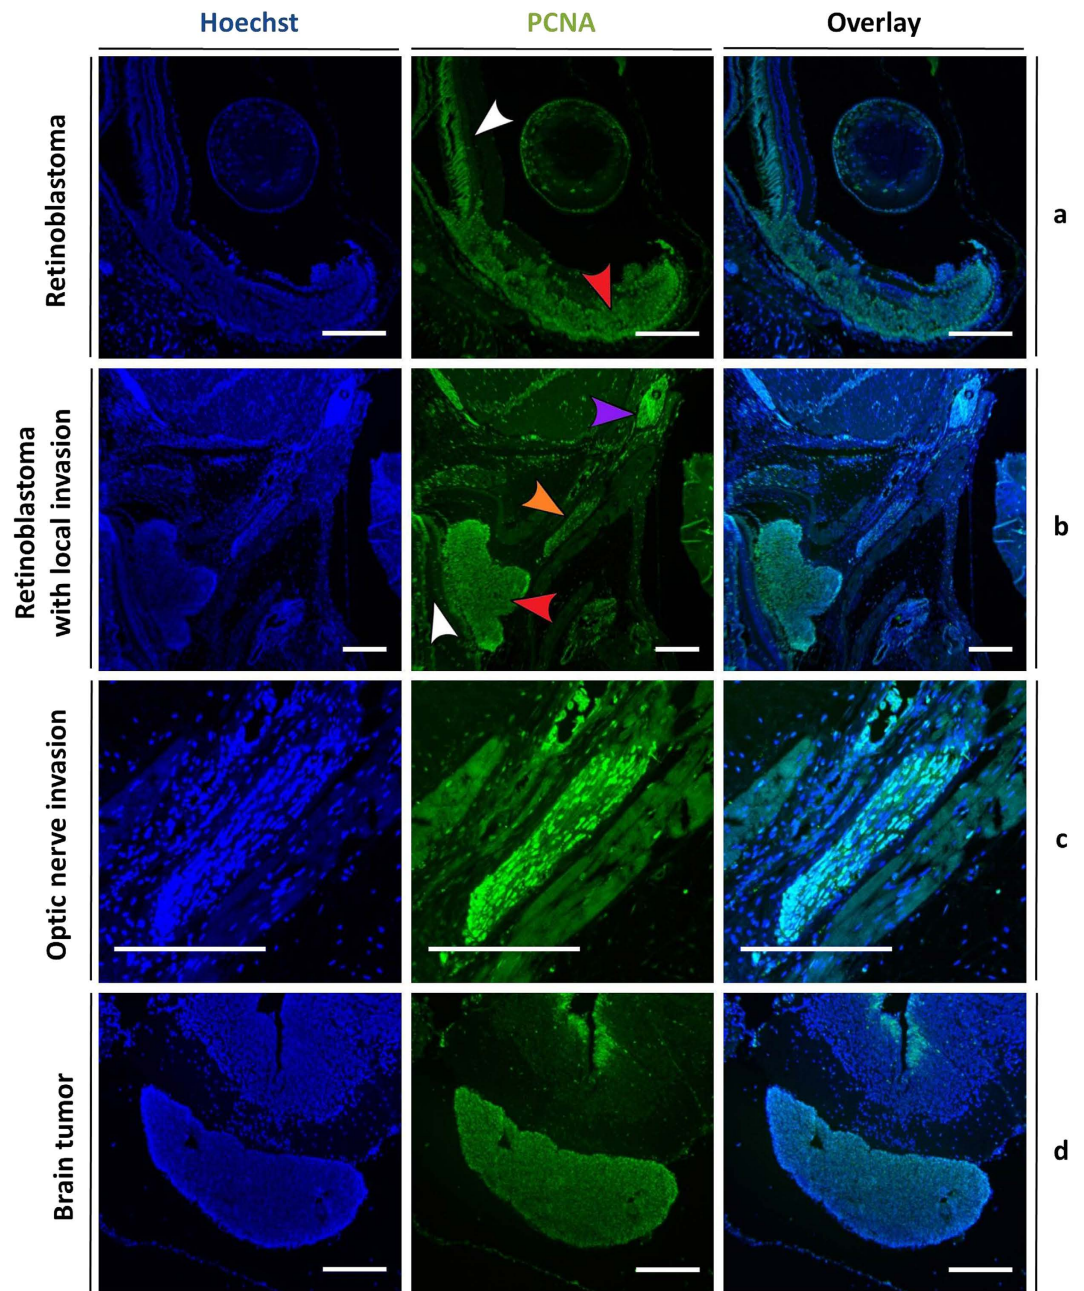 Hoechst
PCNA
Overlay
Retinoblastoma
a
Retinoblastoma
with local invasion
b
Optic nerve invasion
c
Brain tumor
d